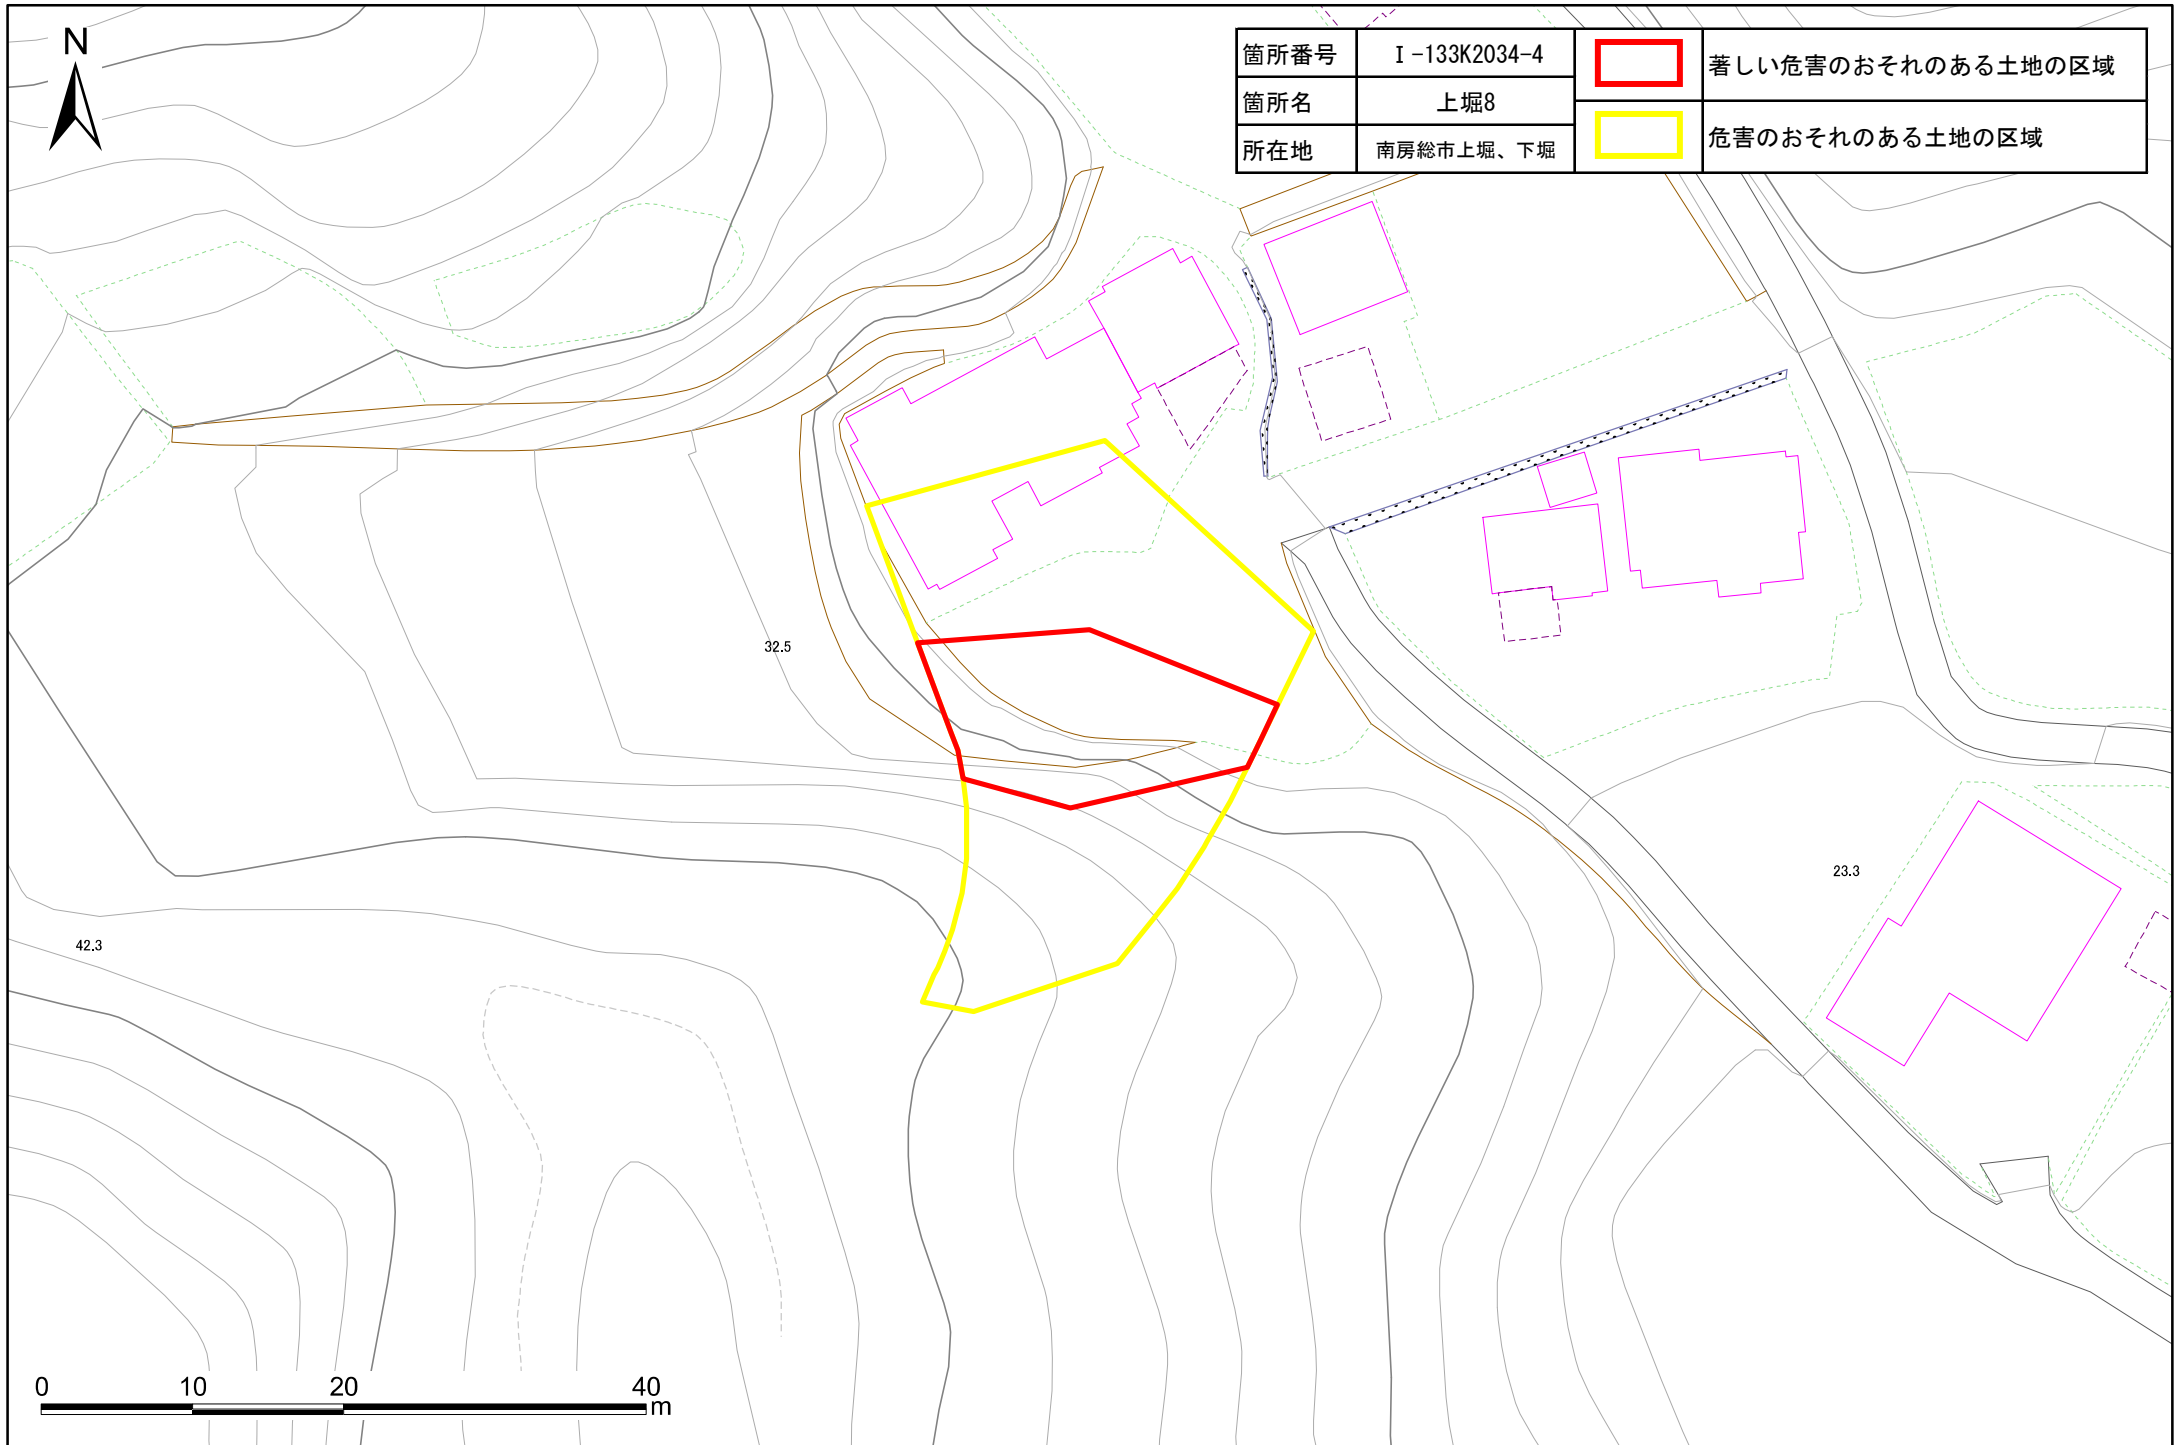 N
箇所番号 Ⅰ-133K2034-4
著しい危害のおそれのある土地の区域
箇所名 上堀8
危害のおそれのある土地の区域
所在地 南房総市上堀、下堀
32.5
23.3
42.3
0 10 20 40
m